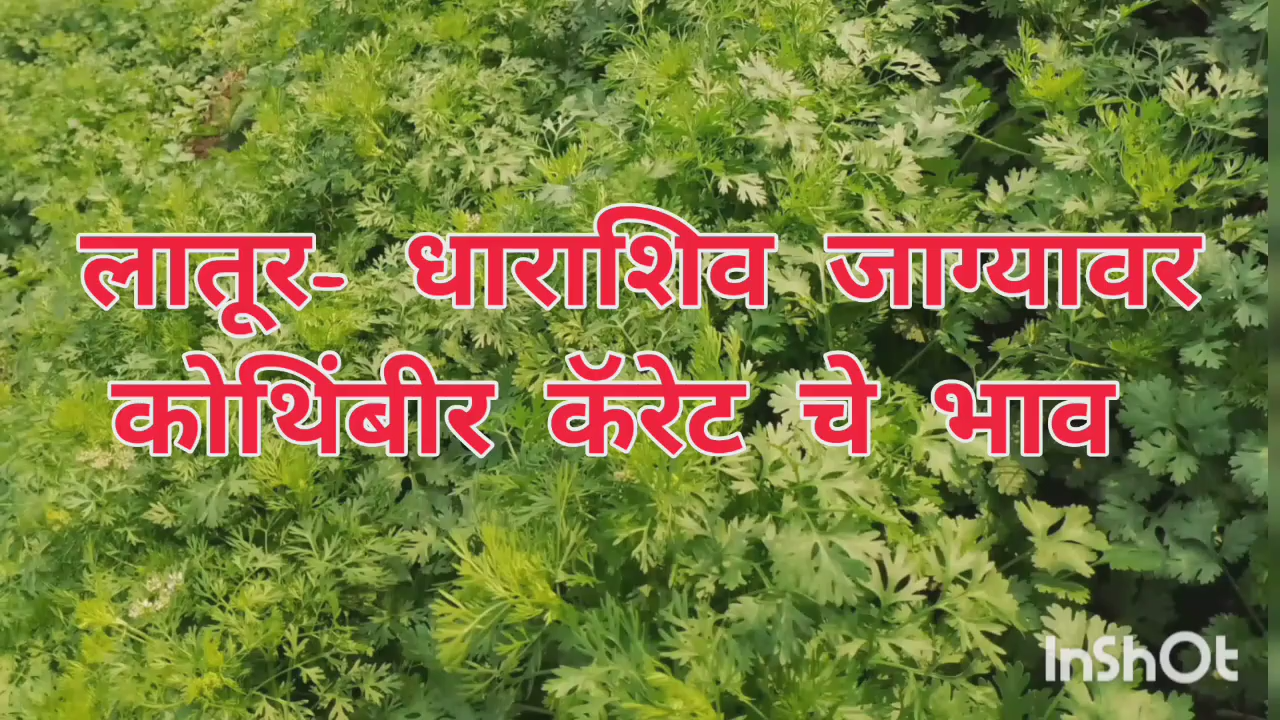 लातूर- धाराशिव जाग्यावर
कोथिंबीर कॅरेट चे भाव
InShOt